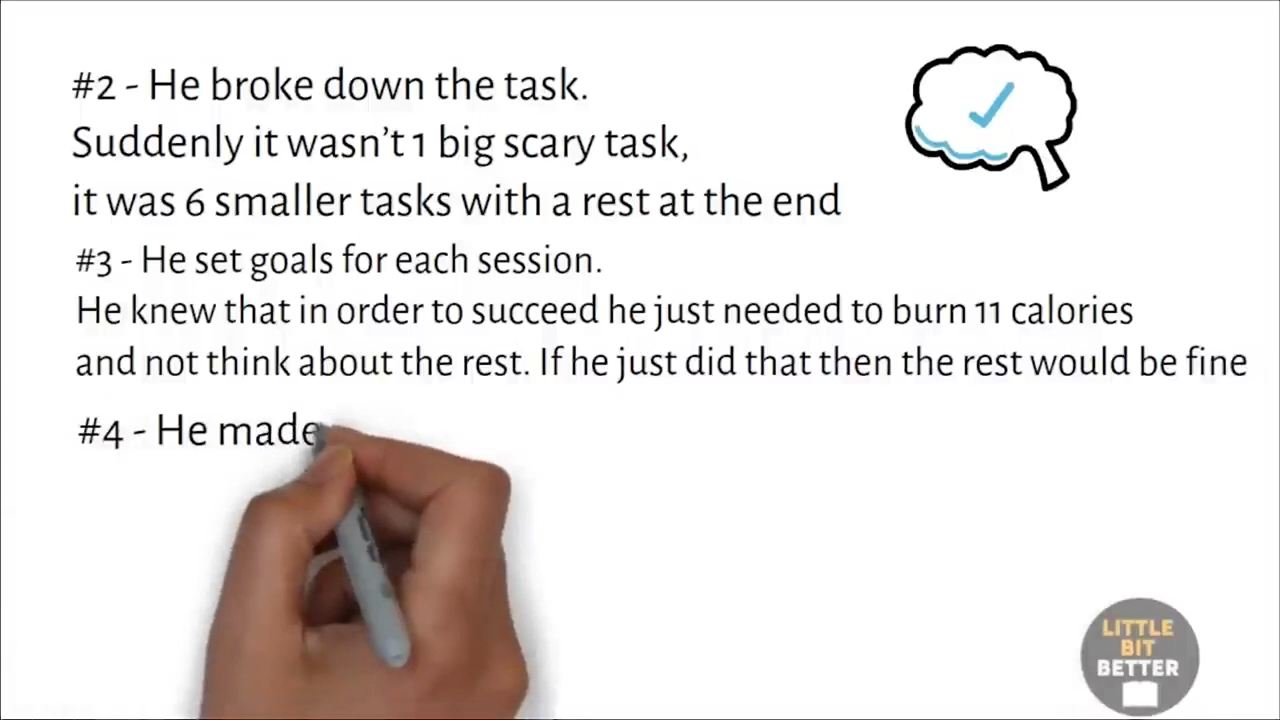 #2 - He broke down the task.
Suddenly it wasn't 1 big scary task,
it was 6 smaller tasks with a rest at the end
#3 - He set goals for each session.
He knew that in order to succeed he just needed to burn 11 calories
and not think about the rest. If he just did that then the rest would be fine
#4 - He made
LITTLE
BIT
BETTER